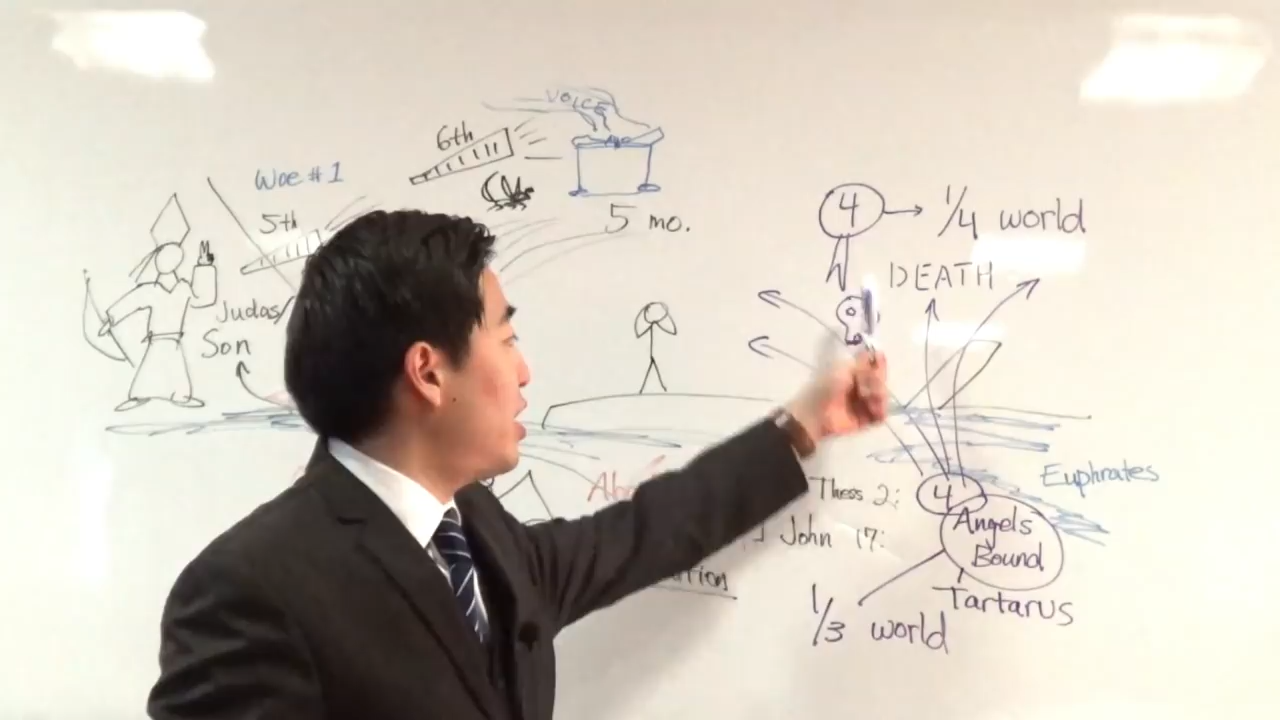 VOICE
6th
Woe #1
5th
5 mo.
4 → 1/4 world
DEATH
Judas/
Son
Euphrates
Thess 2:
4
Angels
Bound
John 17:
Tartarus
1/3 world